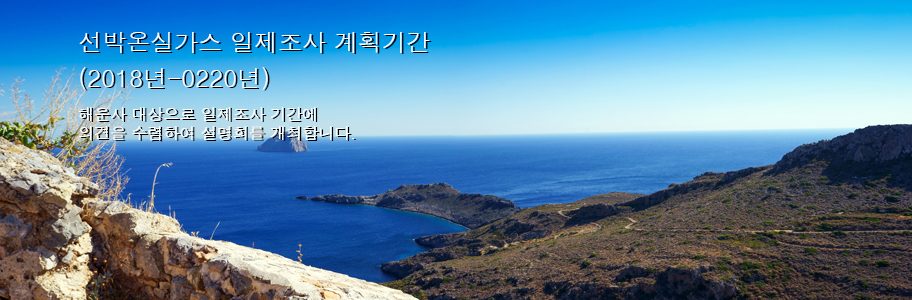 선박온실가스 일제조사 계획기간
(2018년-0220년)
해운사 대상으로 일제조사 기간에
의견을 수렴하여 설명회를 개최합니다.